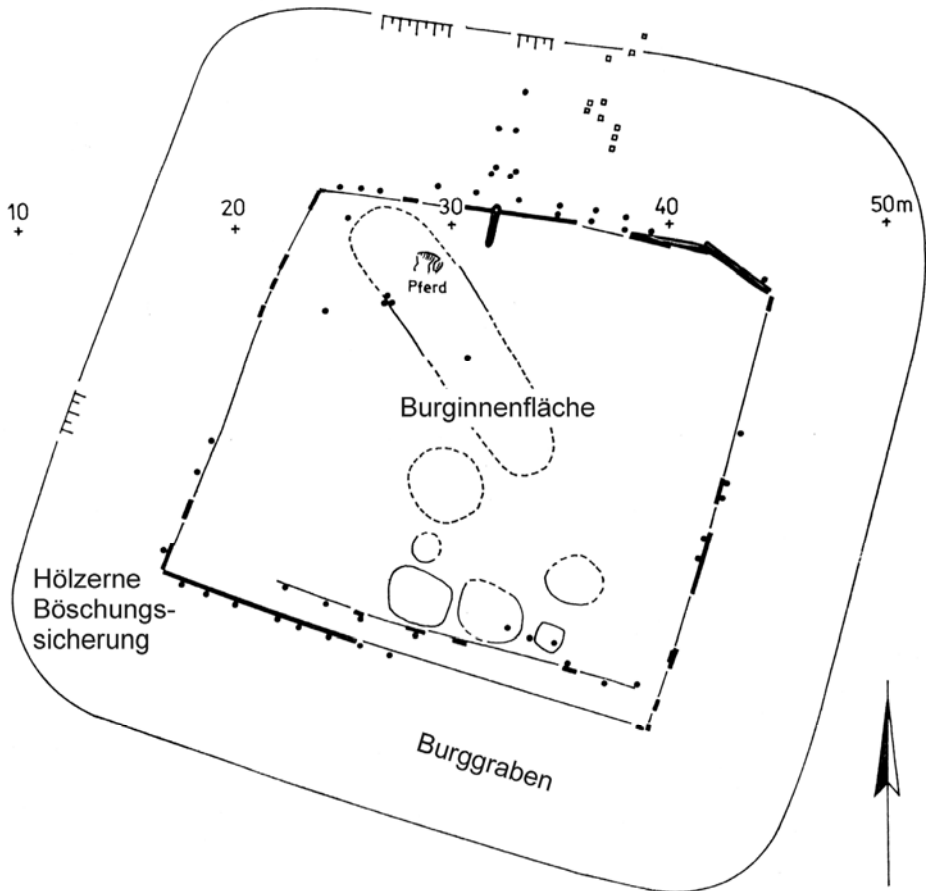 10
20
30
40
50m
Pferd
Burginnenfläche
Hölzerne
Böschungs-
sicherung
Burggraben